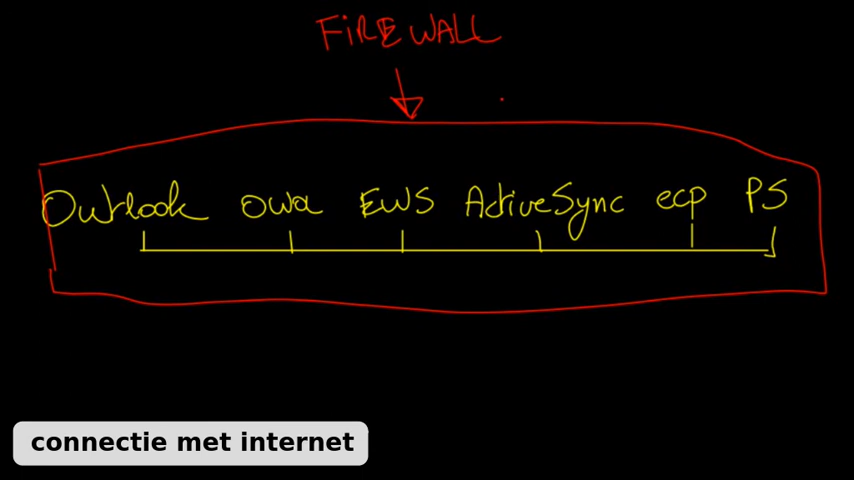 FIREWALL
Outlook owa EWS ActiveSync ecp PS
connectie met internet